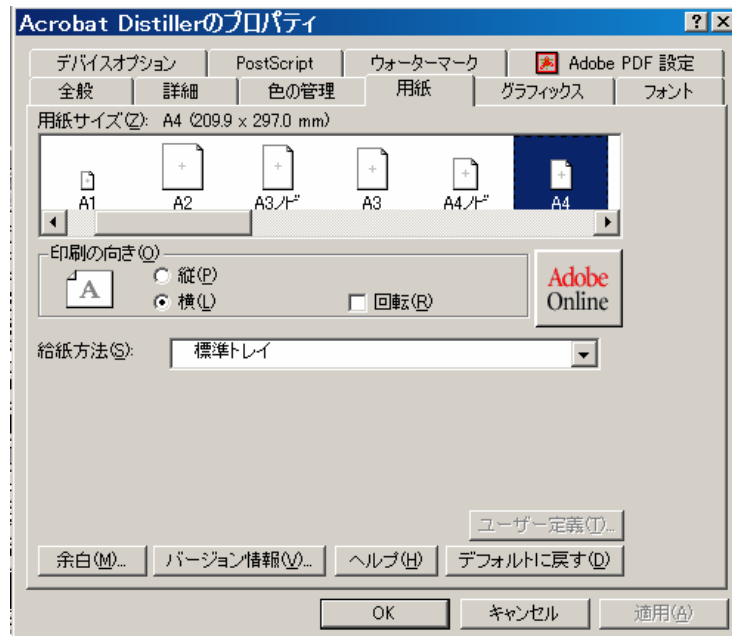 Acrobat Distillerのプロパティ
デバイスオプション PostScript ウォーターマーク Adobe PDF 設定
全般 詳細 色の管理 用紙 グラフィックス フォント
用紙サイズ(Z): A4 (209.9 x 297.0 mm)
A1 A2 A3ノビ A3 A4ノビ A4
印刷の向き(O)
A
縦(P)
横(L) 回転(R)
Adobe
Online
給紙方法(S): 標準トレイ
ユーザー定義(T)...
余白(M)... バージョン情報(V)... ヘルプ(H) デフォルトに戻す(D)
OK キャンセル 適用(A)